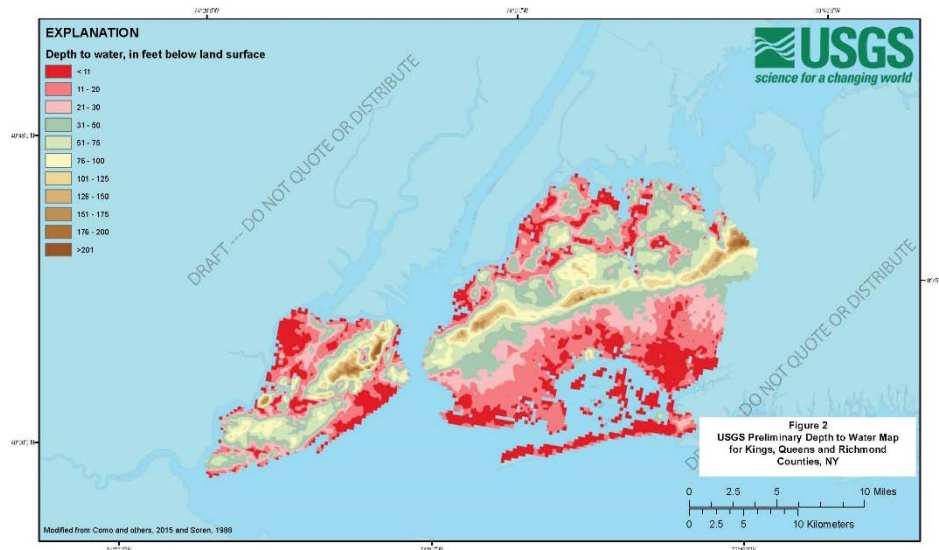 EXPLANATION
Depth to water, in feet below land surface
< 11
11 - 20
21 - 30
31 - 50
51 - 75
76 - 100
101 - 125
126 - 150
151 - 175
176 - 200
>201
USGS
science for a changing world
DRAFT --- DO NOT QUOTE OR DISTRIBUTE
DO NOT QUOTE OR DISTRIBUTE
Figure 2
USGS Preliminary Depth to Water Map
for Kings, Queens and Richmond
Counties, NY
0 2.5 5 10 Miles
0 2.5 5 10 Kilometers
Modified from Como and others, 2015 and Soren, 1988